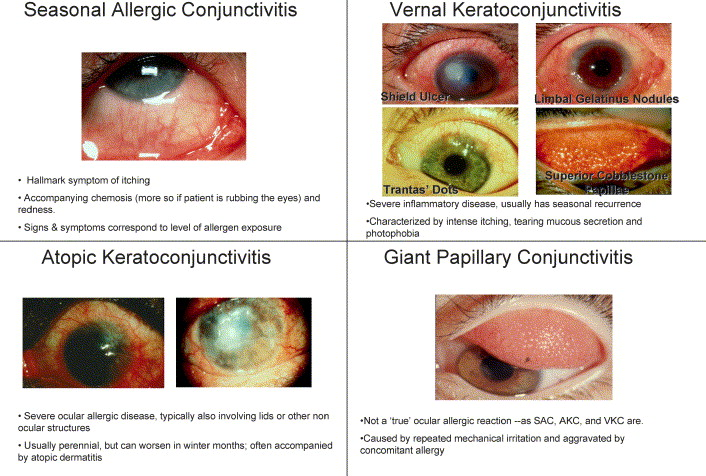 Seasonal Allergic Conjunctivitis
• Hallmark symptom of itching
• Accompanying chemosis (more so if patient is rubbing the eyes) and
redness.
• Signs & symptoms correspond to level of allergen exposure
Vernal Keratoconjunctivitis
Shield Ulcer
Limbal Gelatinus Nodules
Trantas' Dots
Superior Cobblestone
Papillae
•Severe inflammatory disease, usually has seasonal recurrence
•Characterized by intense itching, tearing mucous secretion and
photophobia
Atopic Keratoconjunctivitis
• Severe ocular allergic disease, typically also involving lids or other non
ocular structures
• Usually perennial, but can worsen in winter months; often accompanied
by atopic dermatitis
Giant Papillary Conjunctivitis
•Not a 'true' ocular allergic reaction --as SAC, AKC, and VKC are.
•Caused by repeated mechanical irritation and aggravated by
concomitant allergy